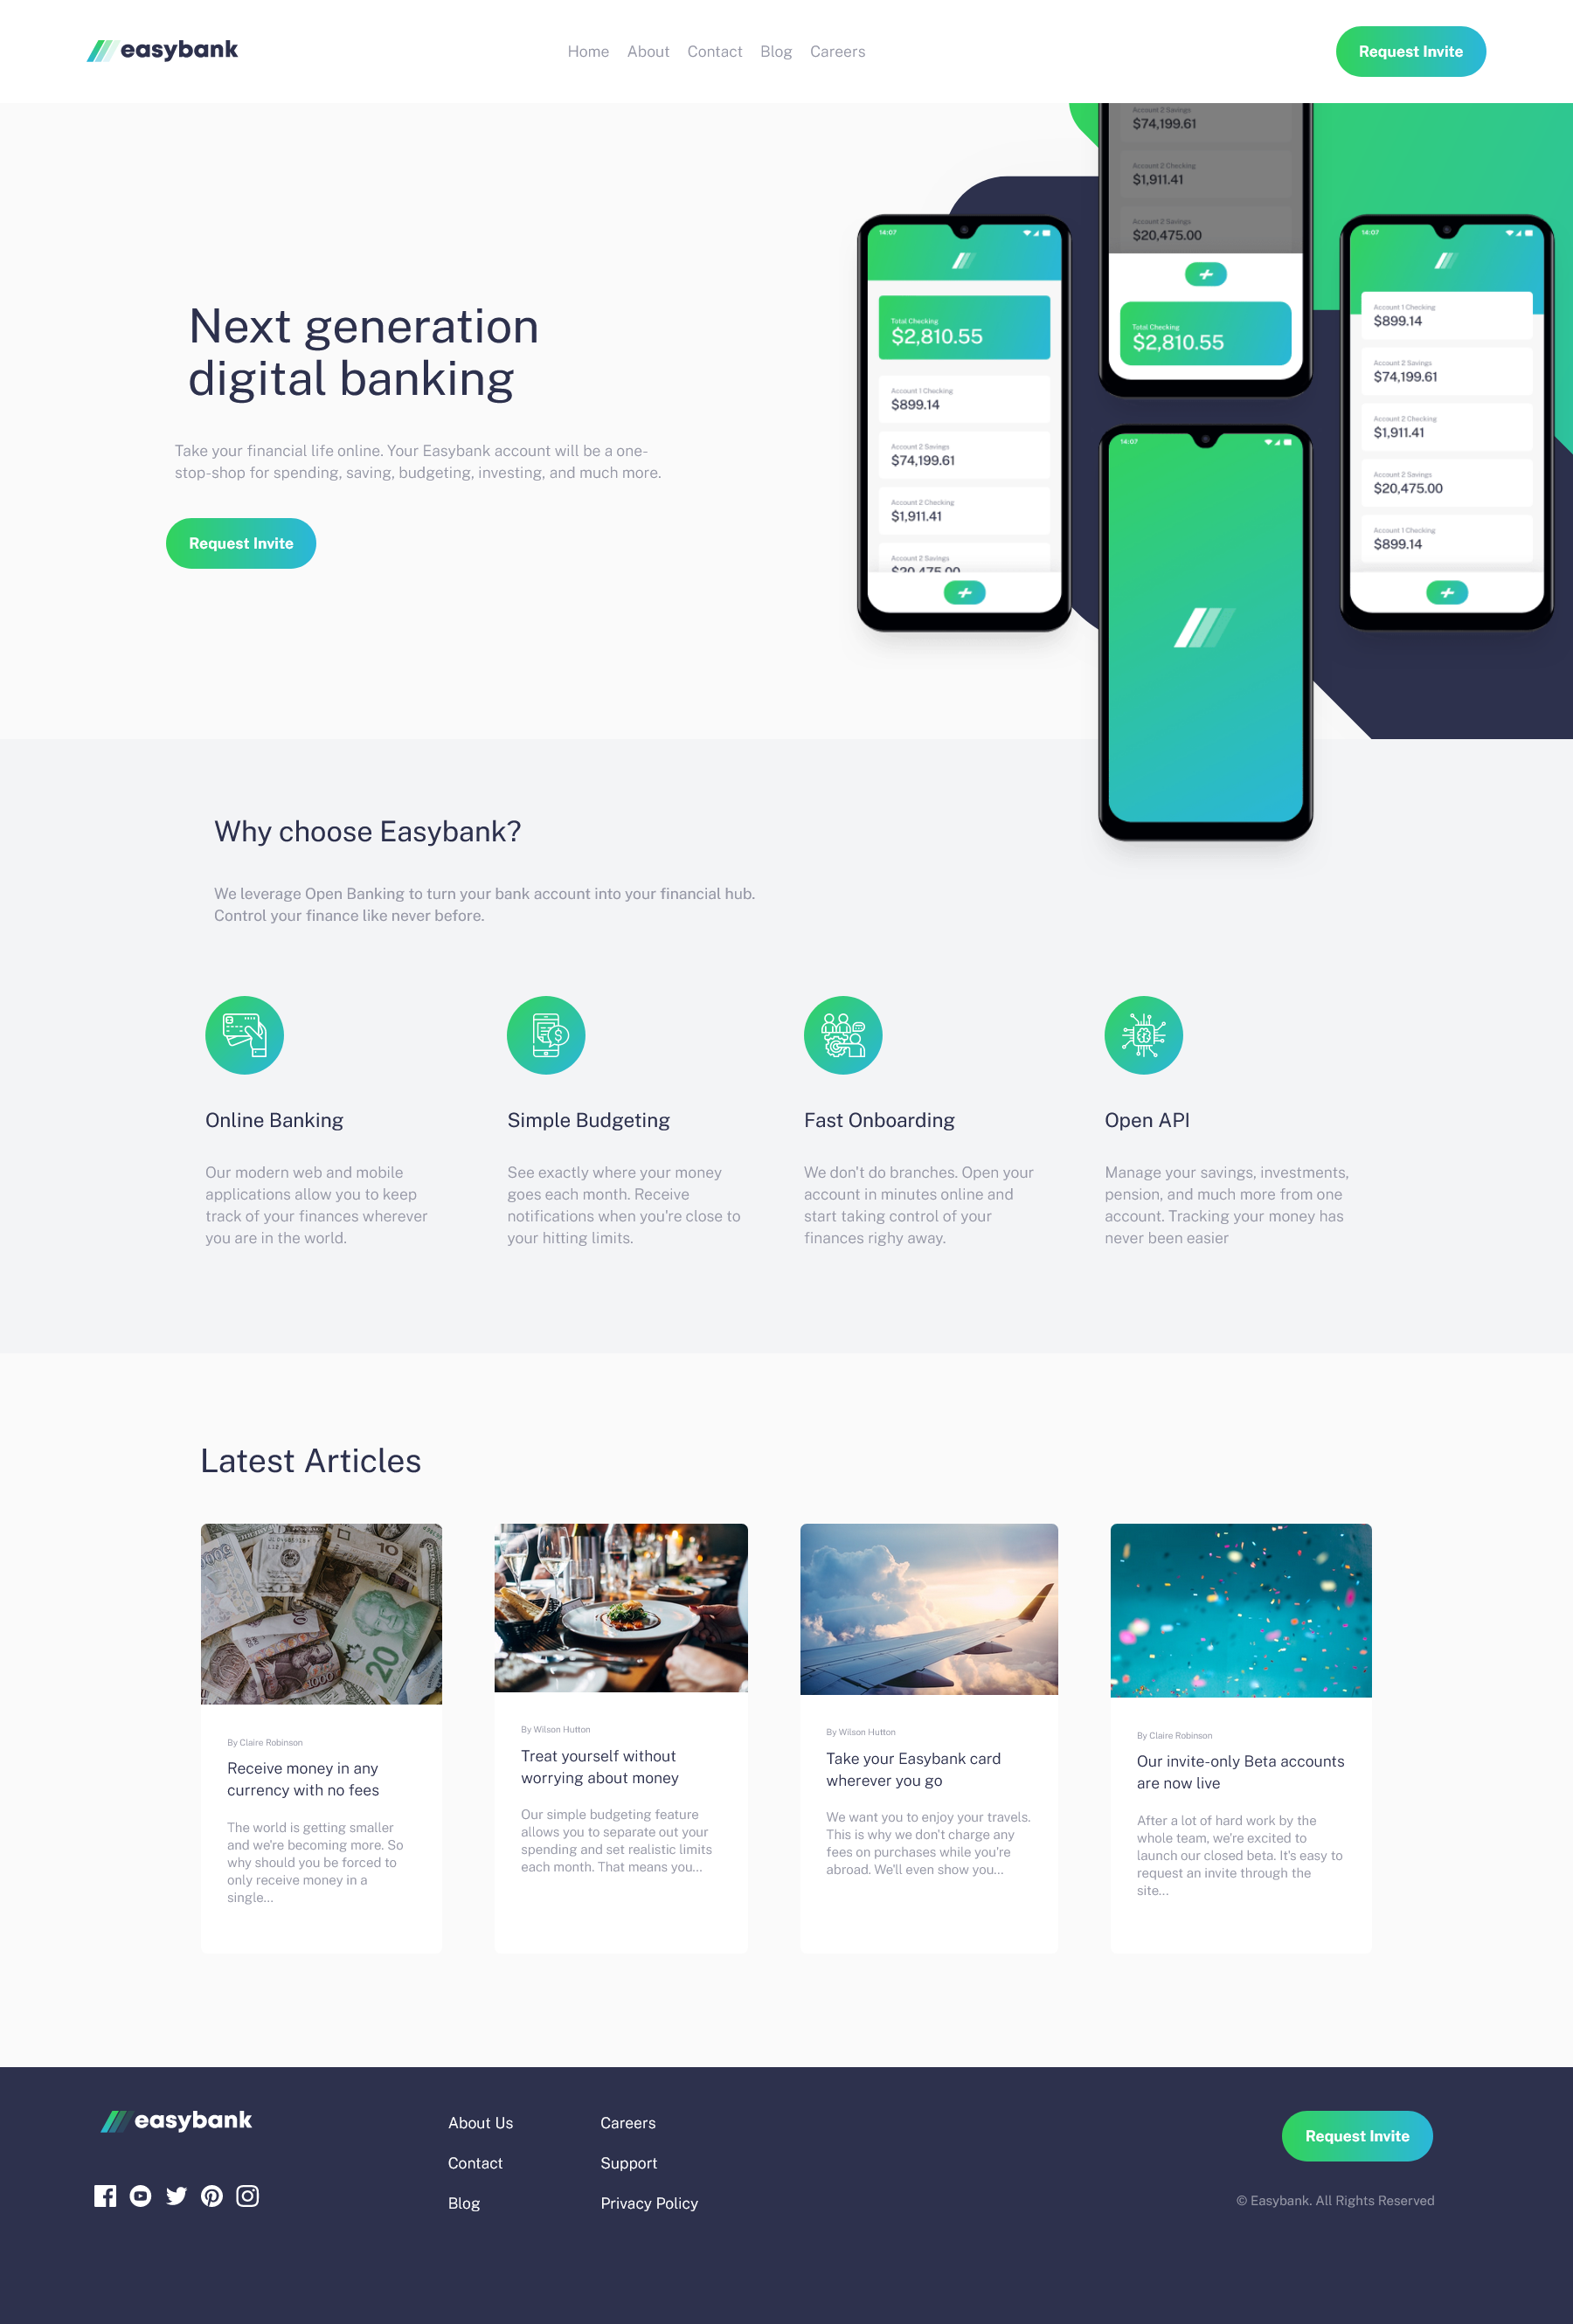 easybank
Home About Contact Blog Careers
Request Invite
Next generation
digital banking
Take your financial life online. Your Easybank account will be a one-
stop-shop for spending, saving, budgeting, investing, and much more.
Request Invite
14:07
Total Checking
$2,810.55
Account 1 Checking
$899.14
Account 2 Savings
$74,199.61
Account 2 Checking
$1,911.41
Account 2 Savings
$20,475.00
Account 2 Savings
$74,199.61
Account 2 Checking
$1,911.41
Account 2 Savings
$20,475.00
Total Checking
$2,810.55
14:07
14:07
Account 1 Checking
$899.14
Account 2 Savings
$74,199.61
Account 2 Checking
$1,911.41
Account 2 Savings
$20,475.00
Account 1 Checking
$899.14
Why choose Easybank?
We leverage Open Banking to turn your bank account into your financial hub.
Control your finance like never before.
Online Banking
Our modern web and mobile
applications allow you to keep
track of your finances wherever
you are in the world.
Simple Budgeting
See exactly where your money
goes each month. Receive
notifications when you're close to
your hitting limits.
Fast Onboarding
We don't do branches. Open your
account in minutes online and
start taking control of your
finances righy away.
Open API
Manage your savings, investments,
pension, and much more from one
account. Tracking your money has
never been easier
Latest Articles
10
20
By Claire Robinson
Receive money in any
currency with no fees
The world is getting smaller
and we're becoming more. So
why should you be forced to
only receive money in a
single...
By Wilson Hutton
Treat yourself without
worrying about money
Our simple budgeting feature
allows you to separate out your
spending and set realistic limits
each month. That means you...
By Wilson Hutton
Take your Easybank card
wherever you go
We want you to enjoy your travels.
This is why we don't charge any
fees on purchases while you're
abroad. We'll even show you...
By Claire Robinson
Our invite-only Beta accounts
are now live
After a lot of hard work by the
whole team, we're excited to
launch our closed beta. It's easy to
request an invite through the
site...
easybank
About Us
Contact
Blog
Careers
Support
Privacy Policy
Request Invite
© Easybank. All Rights Reserved